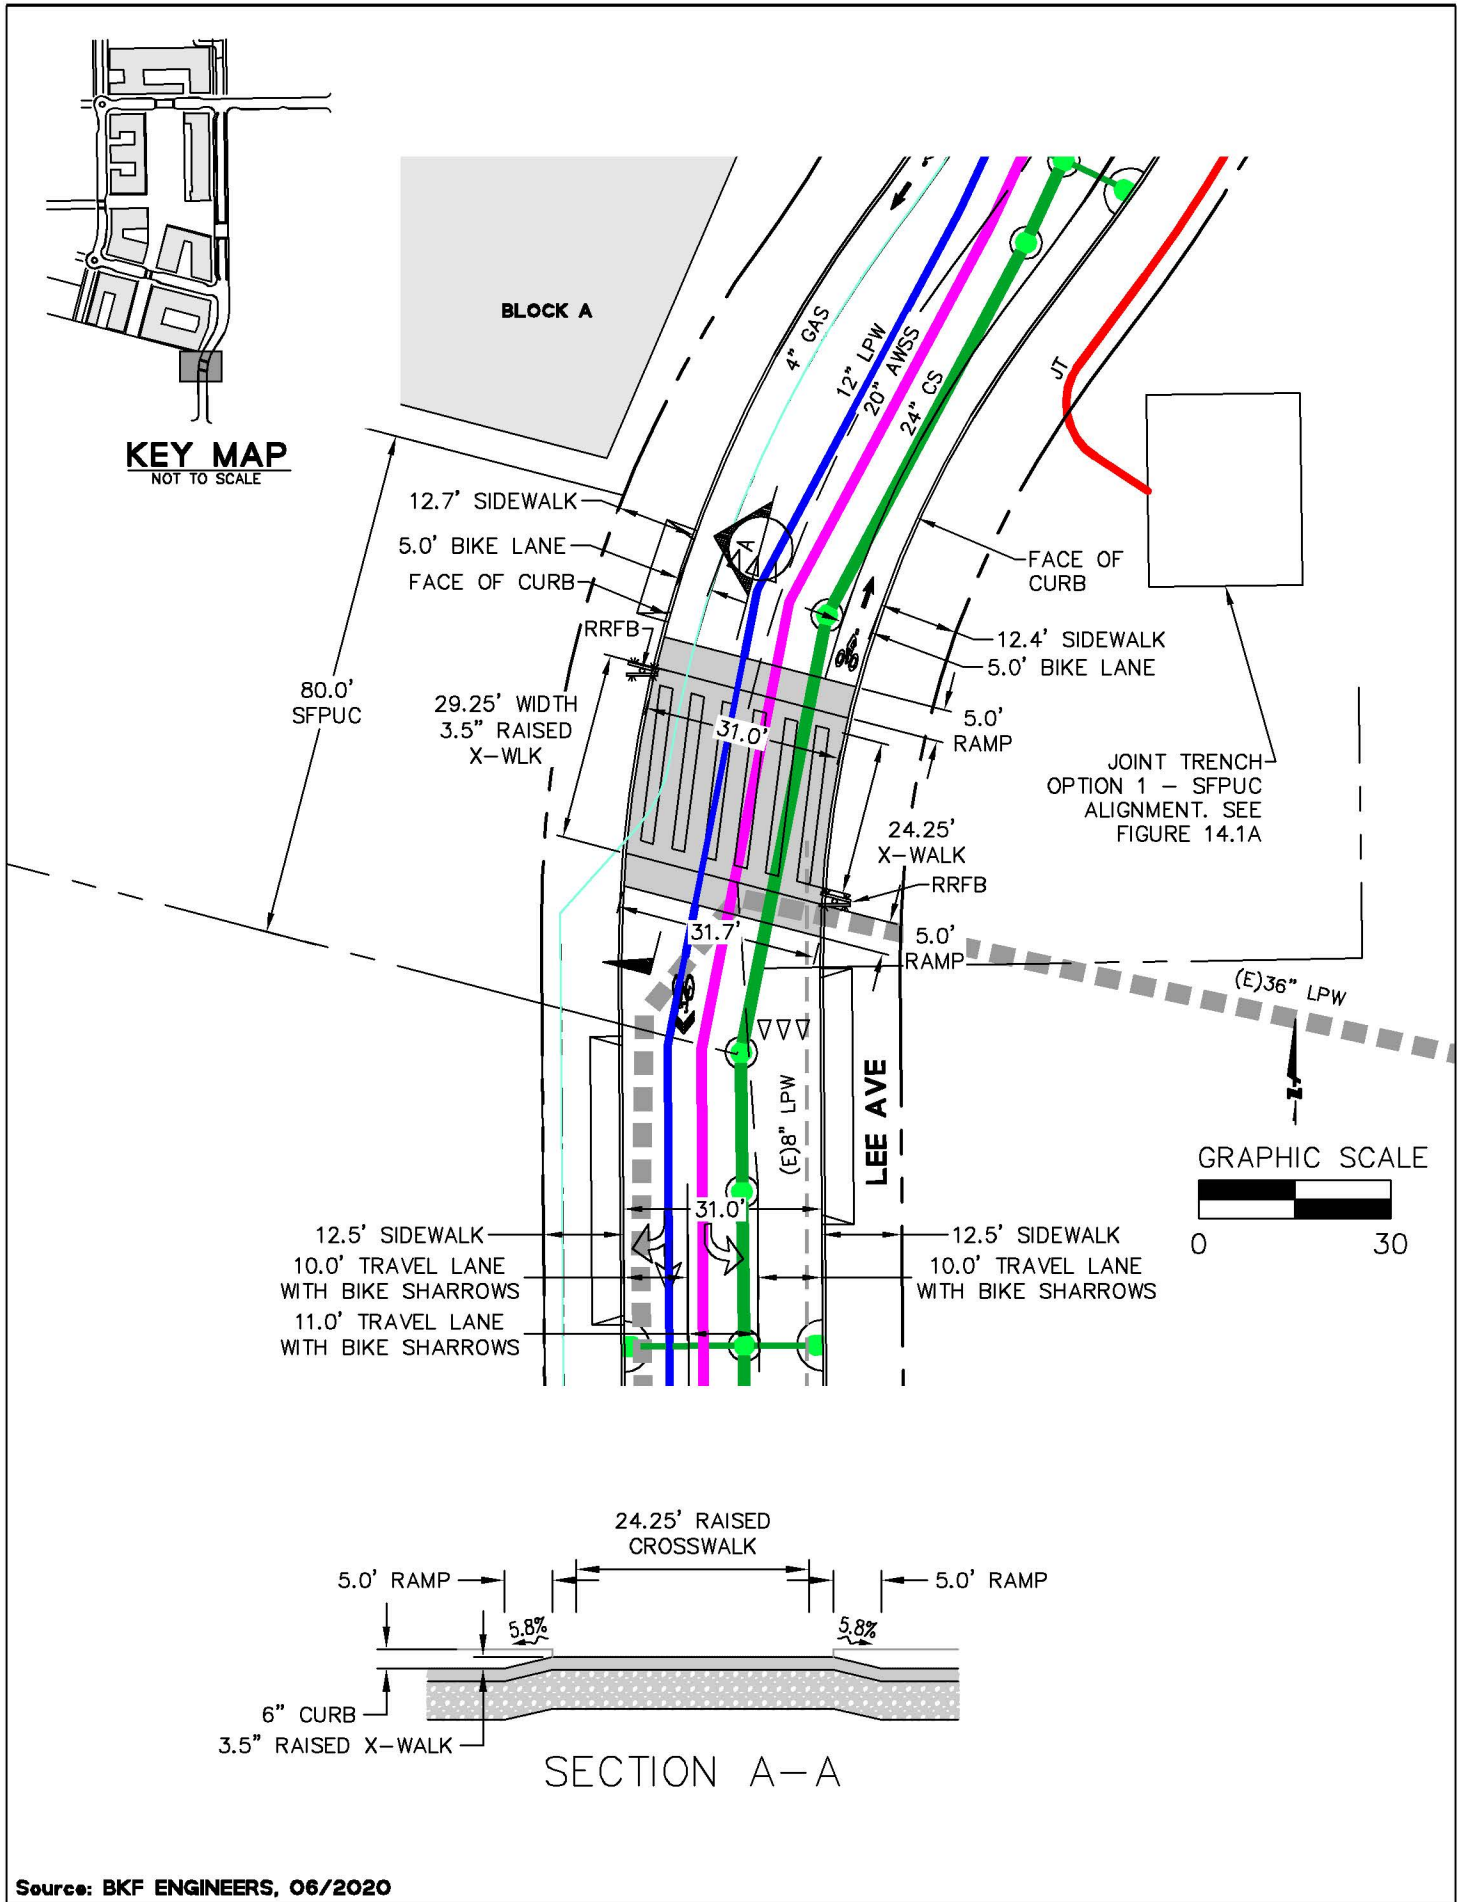 KEY MAP
NOT TO SCALE
BLOCK A
4" GAS
12" LPW
20" AWSS
24" CS
JT
12.7' SIDEWALK
5.0' BIKE LANE
FACE OF CURB
RRFB
A
FACE OF
CURB
12.4' SIDEWALK
5.0' BIKE LANE
80.0'
SFPUC
29.25' WIDTH
3.5" RAISED
X-WLK
31.0'
5.0'
RAMP
JOINT TRENCH
OPTION 1 – SFPUC
ALIGNMENT. SEE
FIGURE 14.1A
24.25'
X-WALK
RRFB
31.7'
5.0'
RAMP
(E)36" LPW
(E)8" LPW
LEE AVE
Z
GRAPHIC SCALE
0 30
31.0'
12.5' SIDEWALK
10.0' TRAVEL LANE
WITH BIKE SHARROWS
11.0' TRAVEL LANE
WITH BIKE SHARROWS
12.5' SIDEWALK
10.0' TRAVEL LANE
WITH BIKE SHARROWS
24.25' RAISED
CROSSWALK
5.0' RAMP
5.0' RAMP
5.8%
5.8%
6" CURB
3.5" RAISED X-WALK
SECTION A-A
Source: BKF ENGINEERS, 06/2020